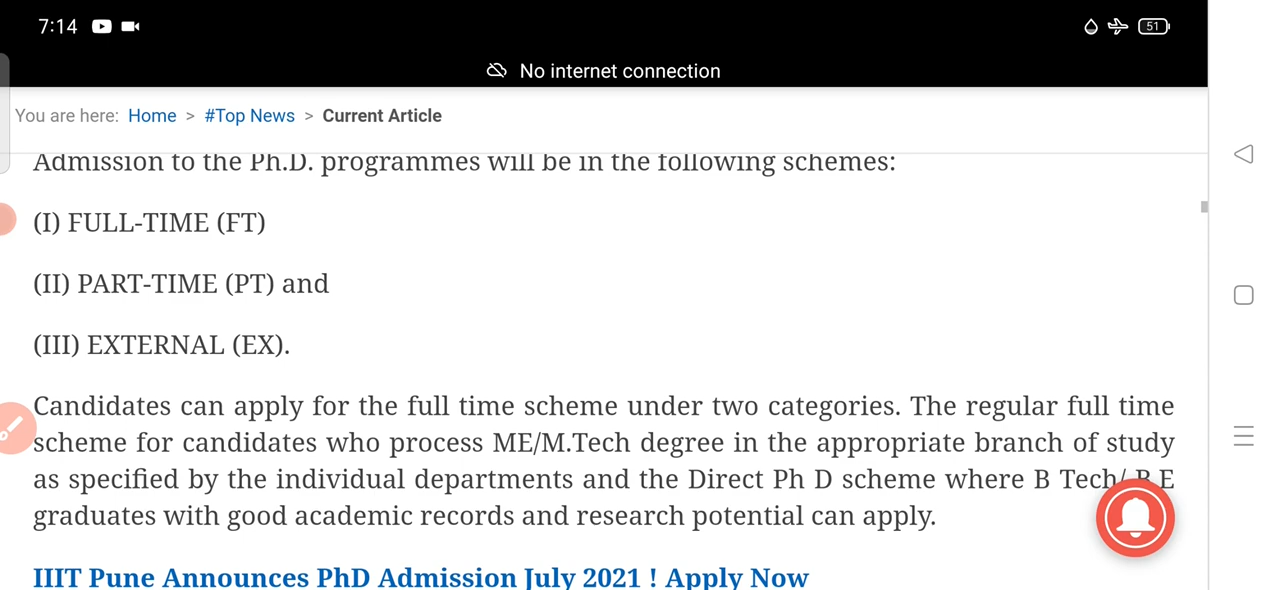 7:14
51
No internet connection
You are here: Home > #Top News > Current Article
Admission to the Ph.D. programmes will be in the following schemes:
(I) FULL-TIME (FT)
(II) PART-TIME (PT) and
(III) EXTERNAL (EX).
Candidates can apply for the full time scheme under two categories. The regular full time
scheme for candidates who process ME/M.Tech degree in the appropriate branch of study
as specified by the individual departments and the Direct Ph D scheme where B Tech/ B E
graduates with good academic records and research potential can apply.
IIIT Pune Announces PhD Admission July 2021 ! Apply Now